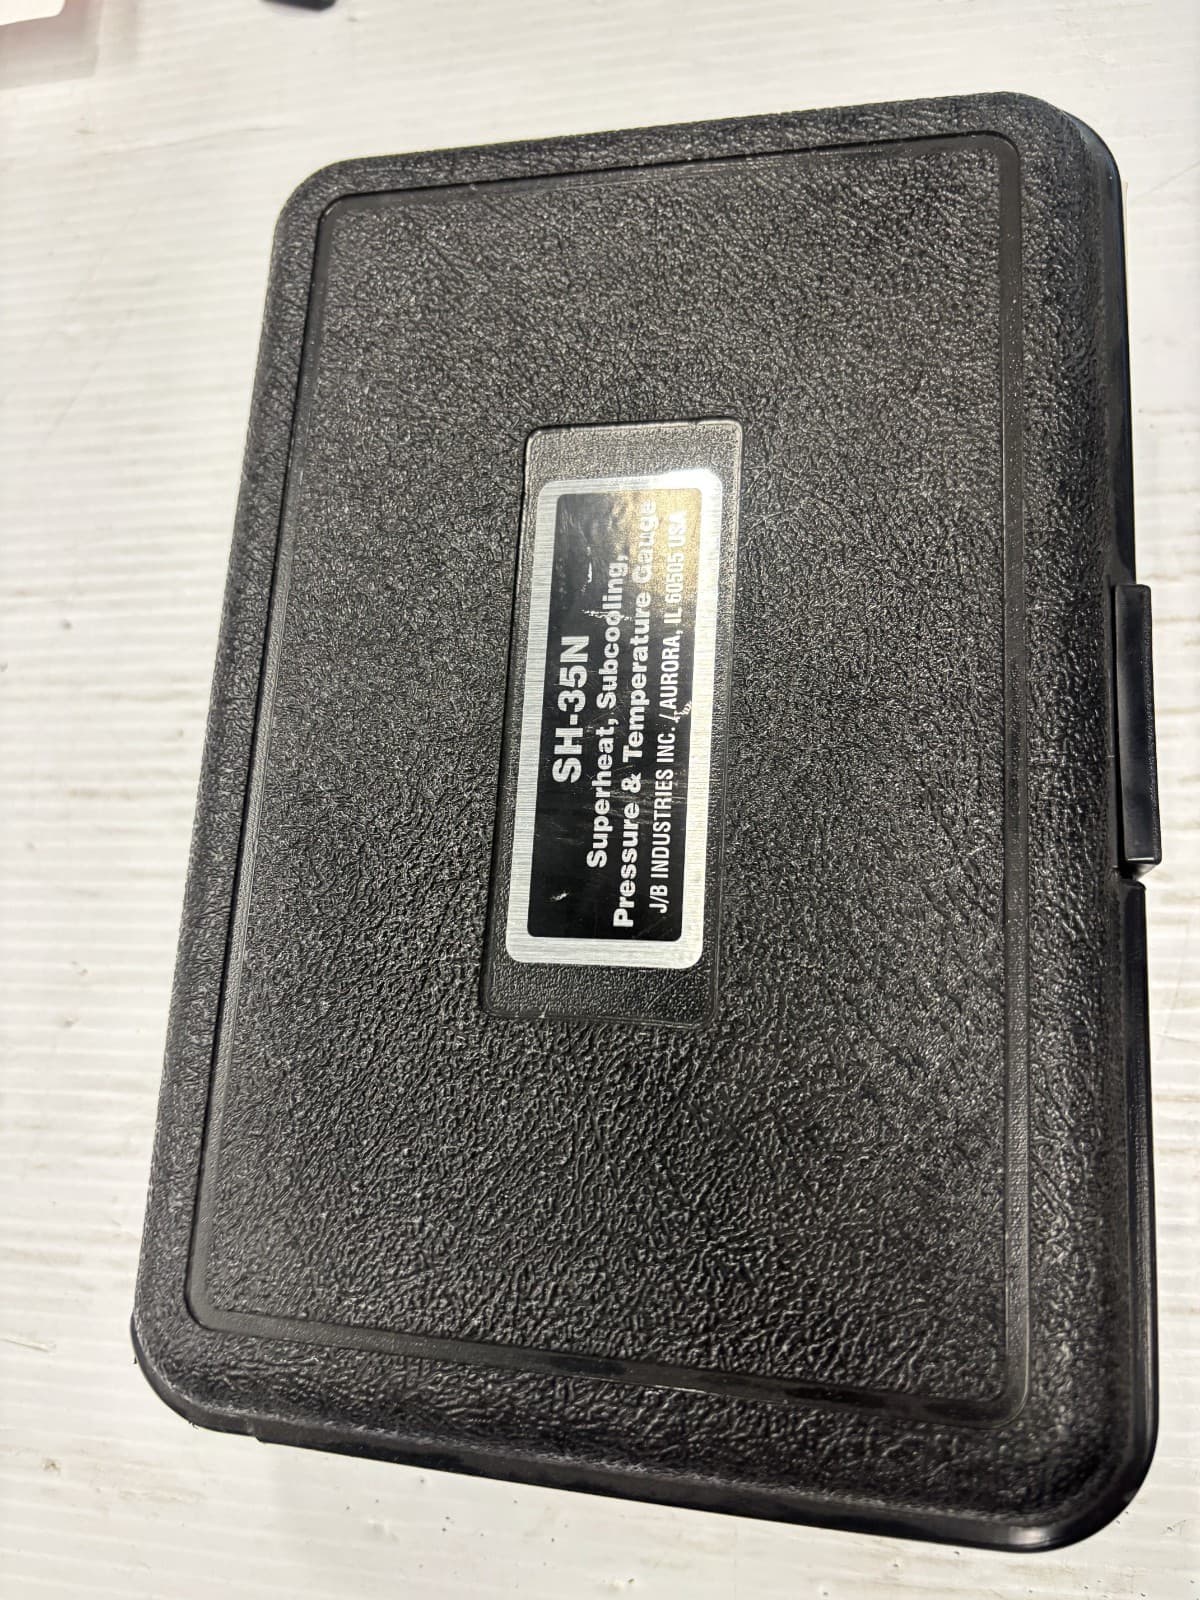 SH-35N
Superheat, Subcooling,
Pressure & Temperature Gauge
J/B INDUSTRIES INC. / AURORA, IL 60505 USA